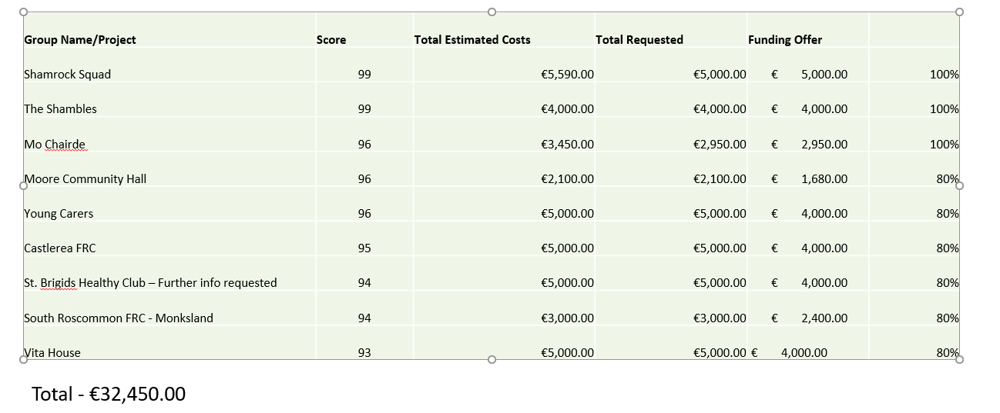 Group Name/Project Score Total Estimated Costs Total Requested Funding Offer
Shamrock Squad 99 €5,590.00 €5,000.00 € 5,000.00 100%
The Shambles 99 €4,000.00 €4,000.00 € 4,000.00 100%
Mo Chairde 96 €3,450.00 €2,950.00 € 2,950.00 100%
Moore Community Hall 96 €2,100.00 €2,100.00 € 1,680.00 80%
Young Carers 96 €5,000.00 €5,000.00 € 4,000.00 80%
Castlerea FRC 95 €5,000.00 €5,000.00 € 4,000.00 80%
St. Brigids Healthy Club – Further info requested 94 €5,000.00 €5,000.00 € 4,000.00 80%
South Roscommon FRC - Monksland 94 €3,000.00 €3,000.00 € 2,400.00 80%
Vita House 93 €5,000.00 €5,000.00 € 4,000.00 80%
Total - €32,450.00